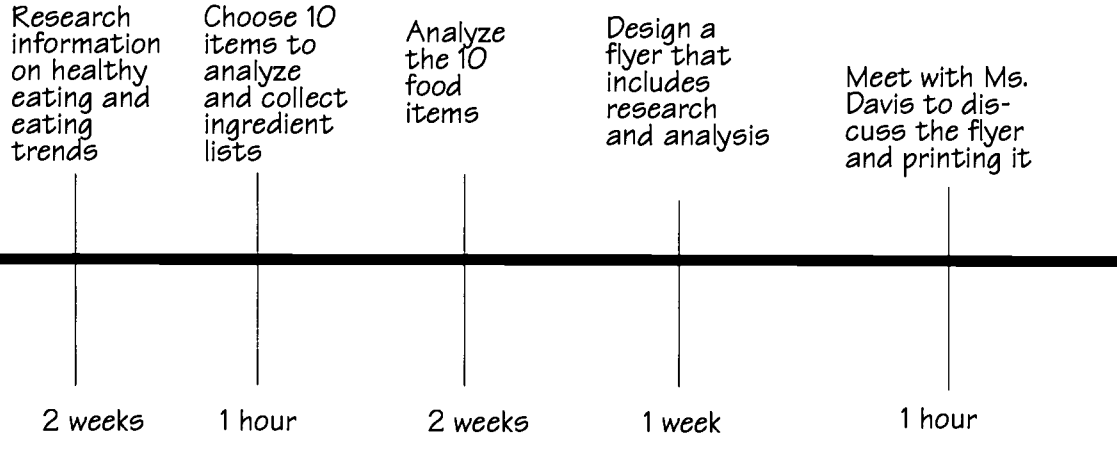 Research
information
on healthy
eating and
eating
trends
Choose 10
items to
analyze
and collect
ingredient
lists
Analyze
the 10
food
items
Design a
flyer that
includes
research
and analysis
Meet with Ms.
Davis to dis-
cuss the flyer
and printing it
2 weeks
1 hour
2 weeks
1 week
1 hour